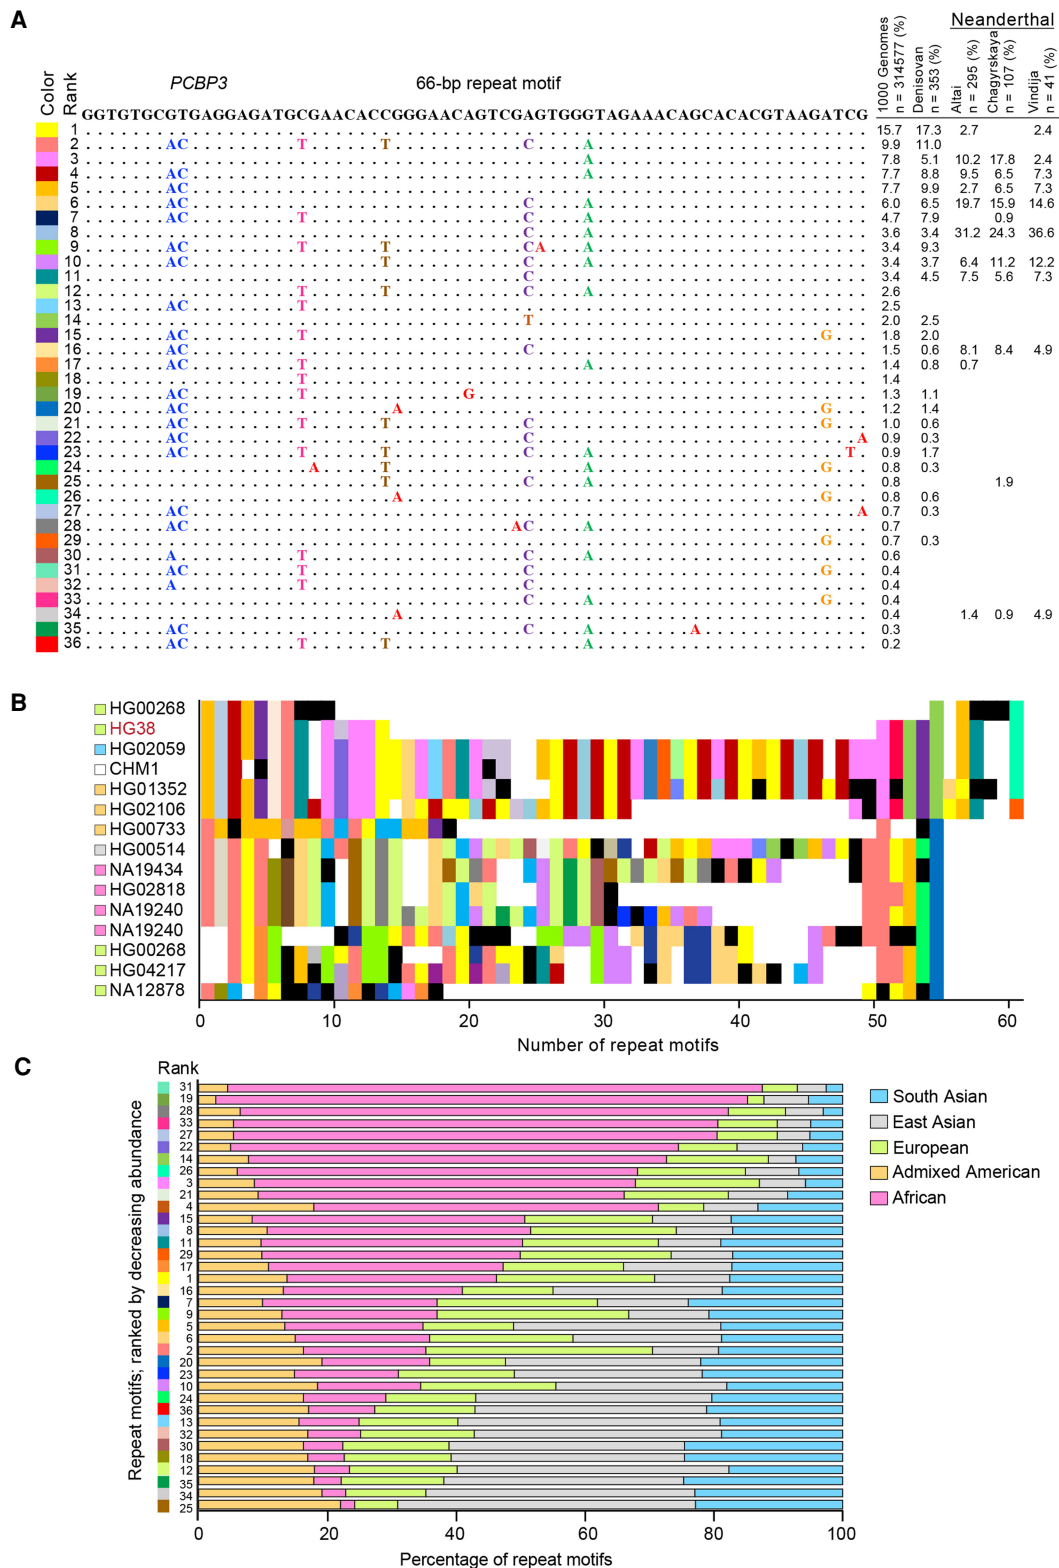 A
Neanderthal
Color Rank PCBP3 66-bp repeat motif
1000 Genomes n = 314577 (%)
Denisovan n = 353 (%)
Altai n = 295 (%)
Chagyrskaya n = 107 (%)
Vindija n = 41 (%)
GGTGTGCGTGAGGAGATGCGAACACCGGGAACAGTCGAGTGGGTAGAAACAGCACACGTAAGATCG
1 15.7 17.3 2.7 2.4
2 AC T T C A 9.9 11.0
3 A 7.8 5.1 10.2 17.8 2.4
4 AC A 7.7 8.8 9.5 6.5 7.3
5 AC 7.7 9.9 2.7 6.5 7.3
6 AC C A 6.0 6.5 19.7 15.9 14.6
7 AC T C A 4.7 7.9 0.9
8 C A 3.6 3.4 31.2 24.3 36.6
9 AC T T C A A 3.4 9.3
10 AC T C A 3.4 3.7 6.4 11.2 12.2
11 C 3.4 4.5 7.5 5.6 7.3
12 T T C A 2.6
13 AC T 2.5
14 T 2.0 2.5
15 AC T G 1.8 2.0
16 AC C 1.5 0.6 8.1 8.4 4.9
17 AC T A 1.4 0.8 0.7
18 T 1.4
19 AC T G 1.3 1.1
20 AC A G 1.2 1.4
21 AC T T C G 1.0 0.6
22 AC C A 0.9 0.3
23 AC T T C A T 0.9 1.7
24 A T A G 0.8 0.3
25 T C A 0.8 1.9
26 A G 0.8 0.6
27 AC A 0.7 0.3
28 AC A C A 0.7
29 G 0.7 0.3
30 A T C A 0.6
31 AC T C G 0.4
32 A T C 0.4
33 C A G 0.4
34 A 0.4 1.4 0.9 4.9
35 AC C A A 0.3
36 AC T T A 0.2
B
HG00268
HG38
HG02059
CHM1
HG01352
HG02106
HG00733
HG00514
NA19434
HG02818
NA19240
NA19240
HG00268
HG04217
NA12878
0 10 20 30 40 50 60
Number of repeat motifs
C
Rank
Repeat motifs; ranked by decreasing abundance
31
19
28
33
27
22
14
26
3
21
4
15
8
11
29
17
1
16
7
9
5
6
2
20
23
10
24
36
13
32
30
18
12
35
34
25
South Asian
East Asian
European
Admixed American
African
0 20 40 60 80 100
Percentage of repeat motifs